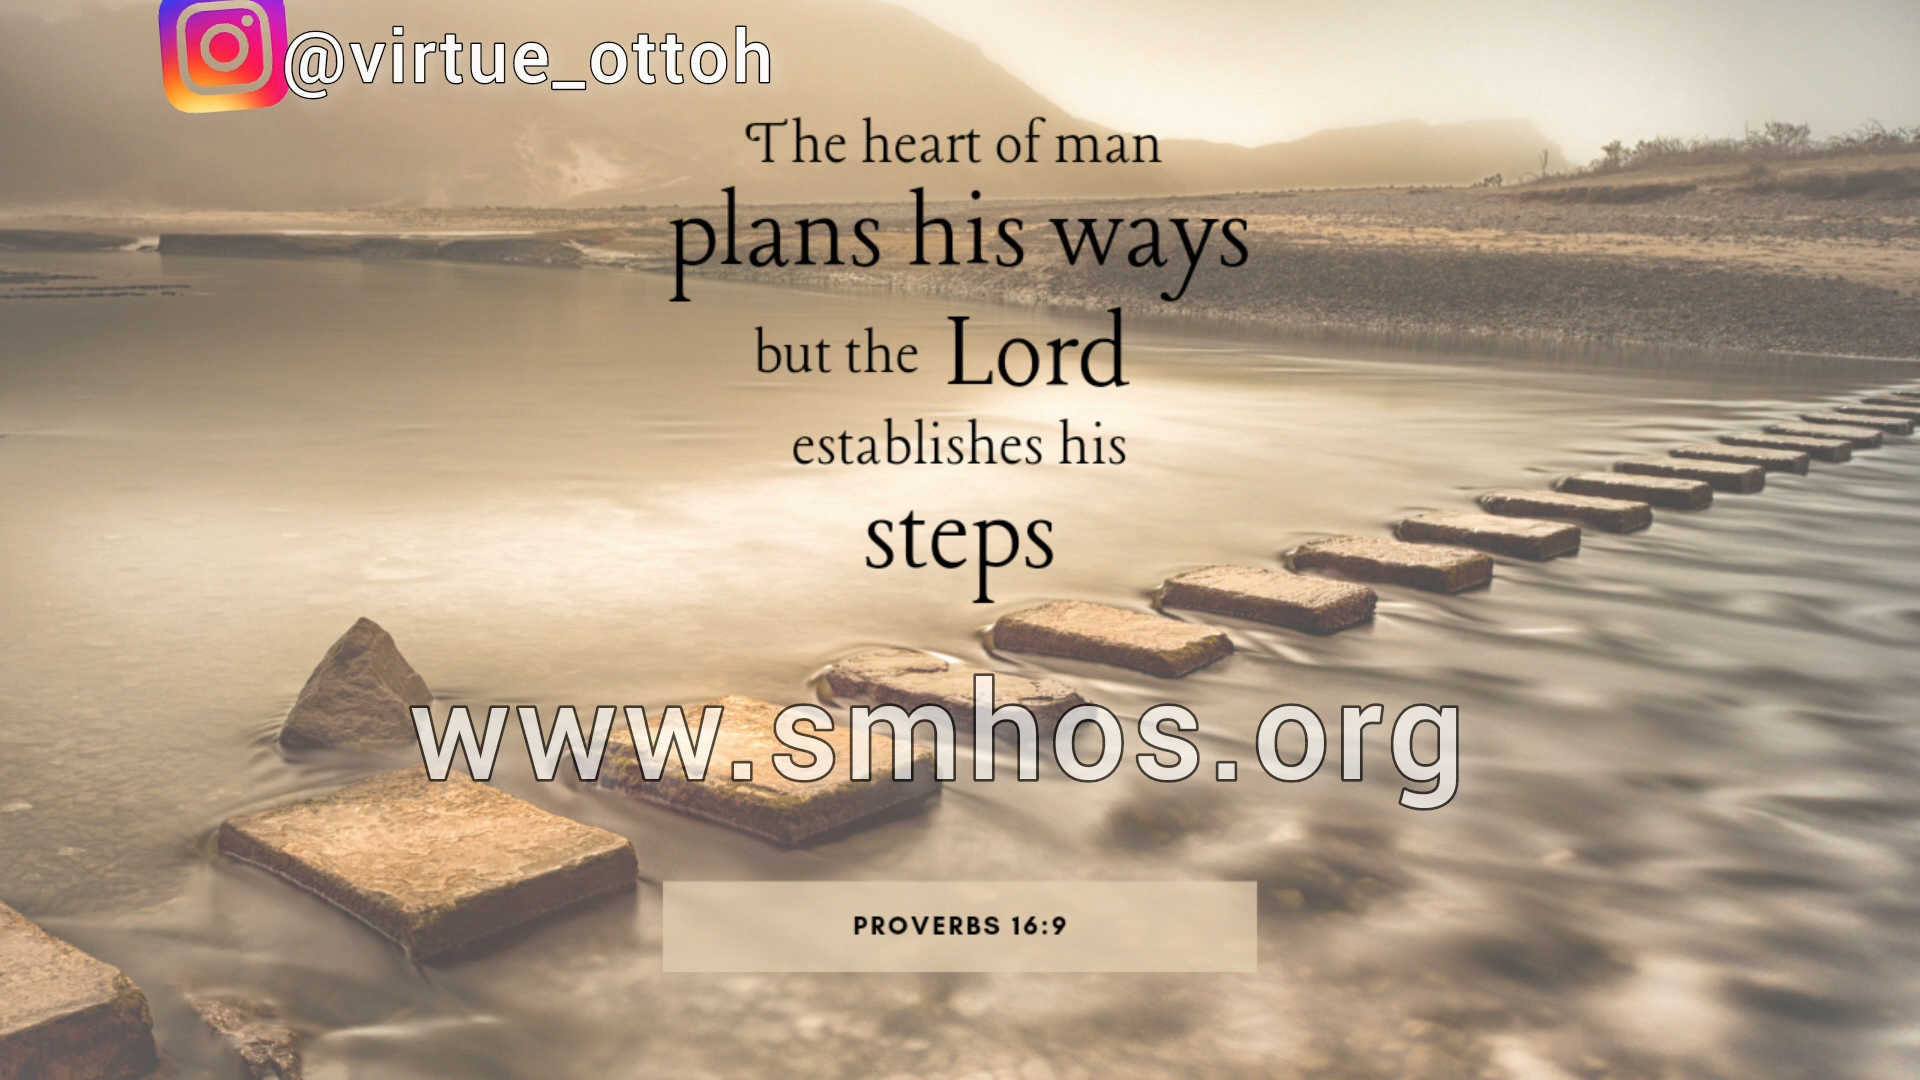 @virtue_ottoh
The heart of man
plans his ways
but the Lord
establishes his
steps
www.smhos.org
PROVERBS 16:9